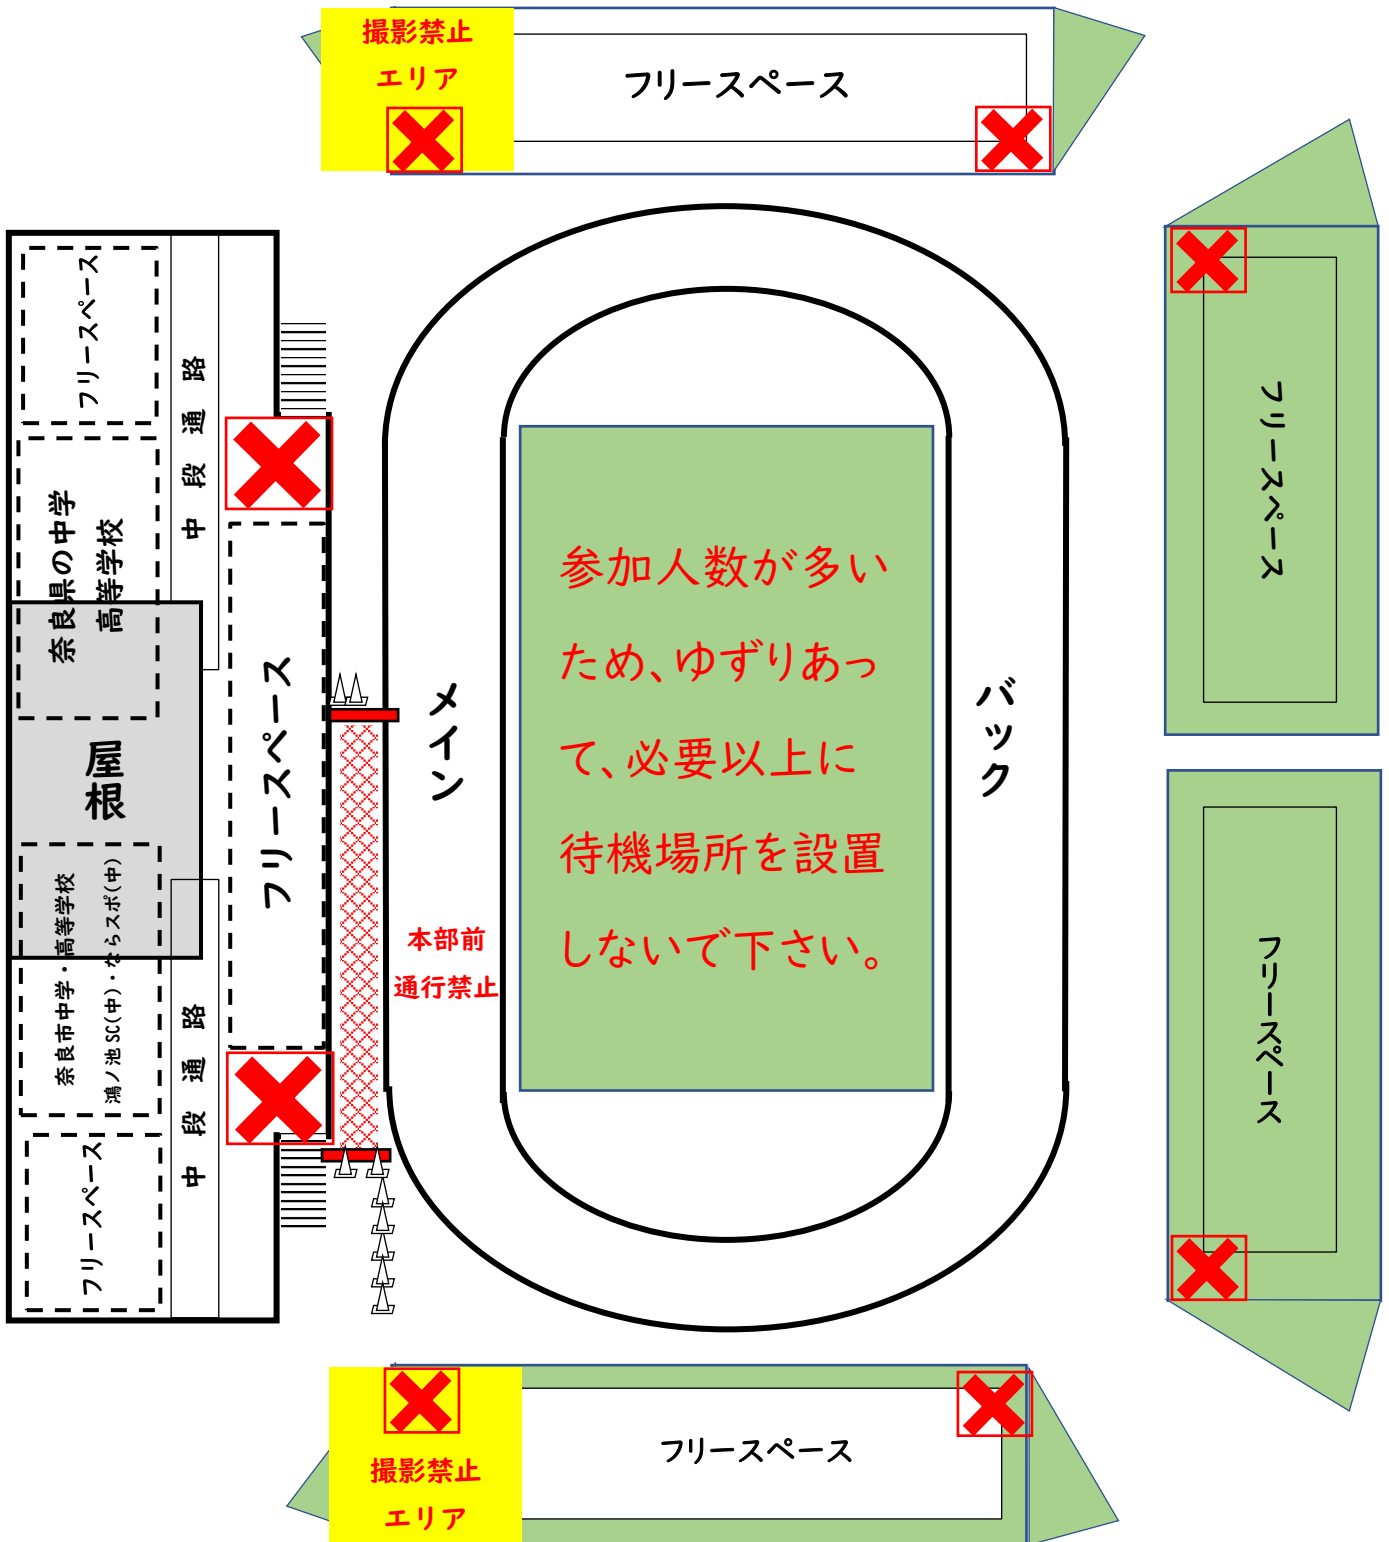 撮影禁止
エリア
フリースペース
フリースペース
中段通路
奈良県の中学
高等学校
屋根
フリースペース
奈良市中学・高等学校
鴻ノ池SC(中)・ならスポ(中)
中段通路
フリースペース
メイン
本部前
通行禁止
参加人数が多い
ため、ゆずりあっ
て、必要以上に
待機場所を設置
しないで下さい。
バック
フリースペース
フリースペース
撮影禁止
エリア
フリースペース